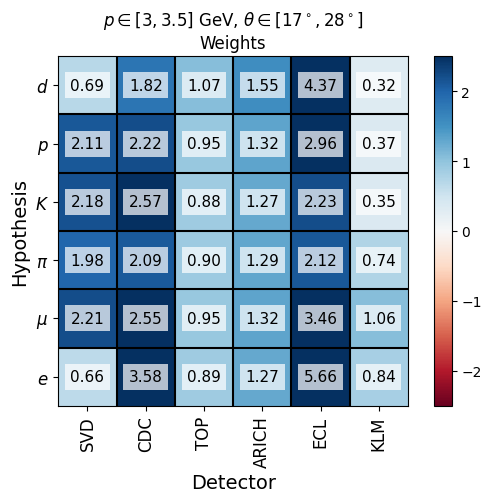 p ∈ [3, 3.5] GeV, θ ∈ [17°, 28°]
Weights
d 0.69 1.82 1.07 1.55 4.37 0.32
p 2.11 2.22 0.95 1.32 2.96 0.37
K 2.18 2.57 0.88 1.27 2.23 0.35
π 1.98 2.09 0.90 1.29 2.12 0.74
μ 2.21 2.55 0.95 1.32 3.46 1.06
e 0.66 3.58 0.89 1.27 5.66 0.84
SVD CDC TOP ARICH ECL KLM
Detector
Hypothesis
2
1
0
−1
−2